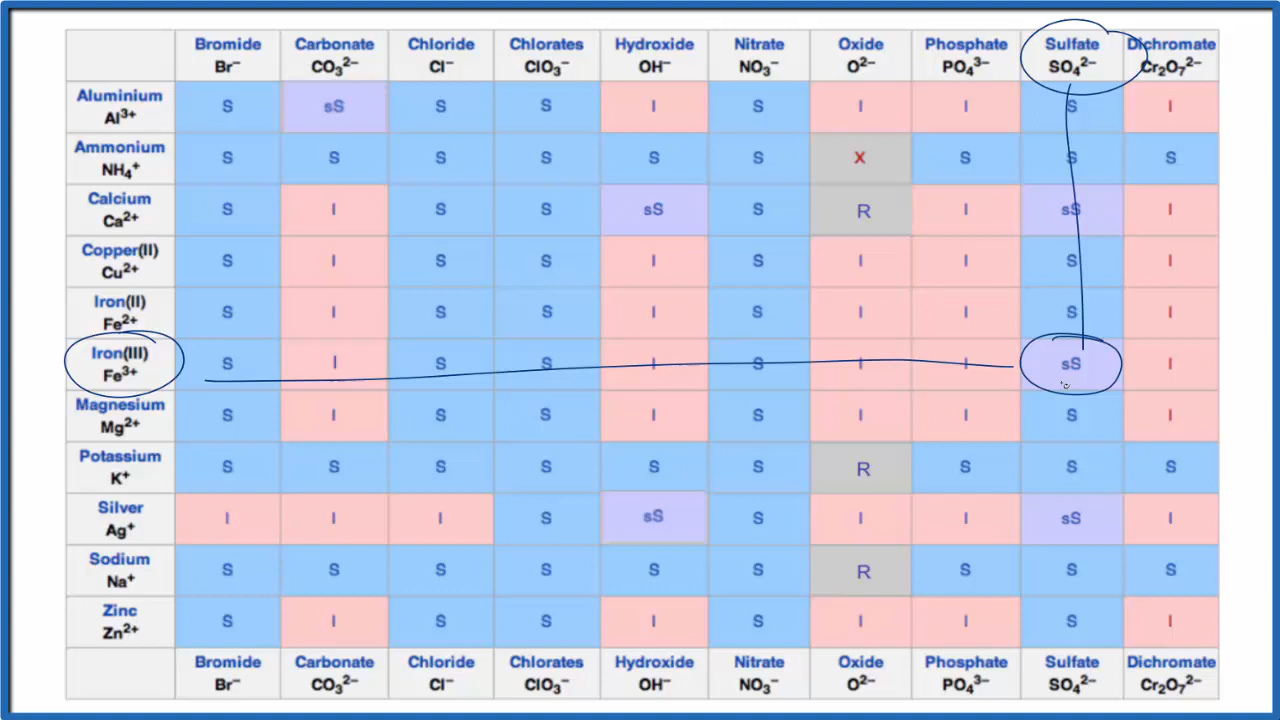 Bromide Carbonate Chloride Chlorates Hydroxide Nitrate Oxide Phosphate Sulfate Dichromate
Br⁻ CO₃²⁻ Cl⁻ ClO₃⁻ OH⁻ NO₃⁻ O²⁻ PO₄³⁻ SO₄²⁻ Cr₂O₇²⁻
Aluminium
Al³⁺ S sS S S I S I I S I
Ammonium
NH₄⁺ S S S S S S X S S S
Calcium
Ca²⁺ S I S S sS S R I sS I
Copper(II)
Cu²⁺ S I S S I S I I S I
Iron(II)
Fe²⁺ S I S S I S I I S I
Iron(III)
Fe³⁺ S I S S I S I I sS I
Magnesium
Mg²⁺ S I S S I S I I S I
Potassium
K⁺ S S S S S S R S S S
Silver
Ag⁺ I I I S sS S I I sS I
Sodium
Na⁺ S S S S S S R S S S
Zinc
Zn²⁺ S I S S I S I I S I
Bromide Carbonate Chloride Chlorates Hydroxide Nitrate Oxide Phosphate Sulfate Dichromate
Br⁻ CO₃²⁻ Cl⁻ ClO₃⁻ OH⁻ NO₃⁻ O²⁻ PO₄³⁻ SO₄²⁻ Cr₂O₇²⁻